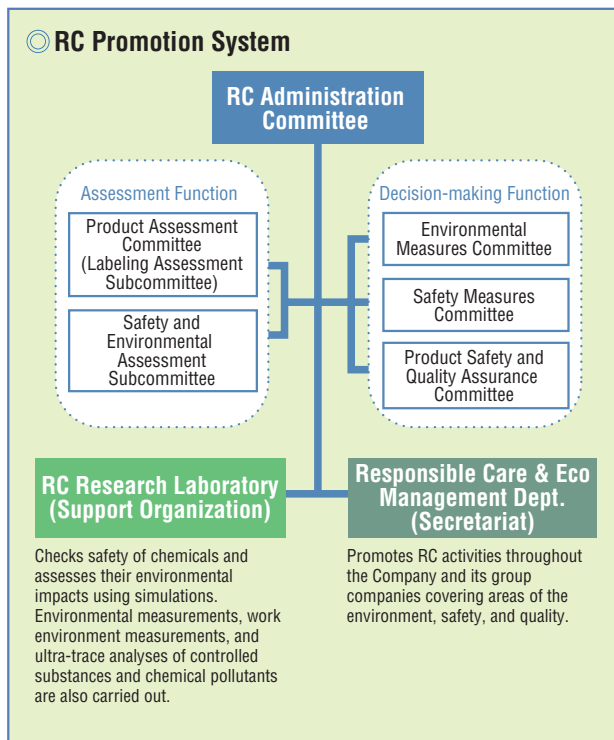 ◎ RC Promotion System
RC Administration
Committee
Assessment Function
Product Assessment
Committee
(Labeling Assessment
Subcommittee)
Safety and
Environmental
Assessment
Subcommittee
Decision-making Function
Environmental
Measures Committee
Safety Measures
Committee
Product Safety and
Quality Assurance
Committee
RC Research Laboratory
(Support Organization)
Checks safety of chemicals and
assesses their environmental
impacts using simulations.
Environmental measurements, work
environment measurements, and
ultra-trace analyses of controlled
substances and chemical pollutants
are also carried out.
Responsible Care & Eco
Management Dept.
(Secretariat)
Promotes RC activities throughout
the Company and its group
companies covering areas of the
environment, safety, and quality.